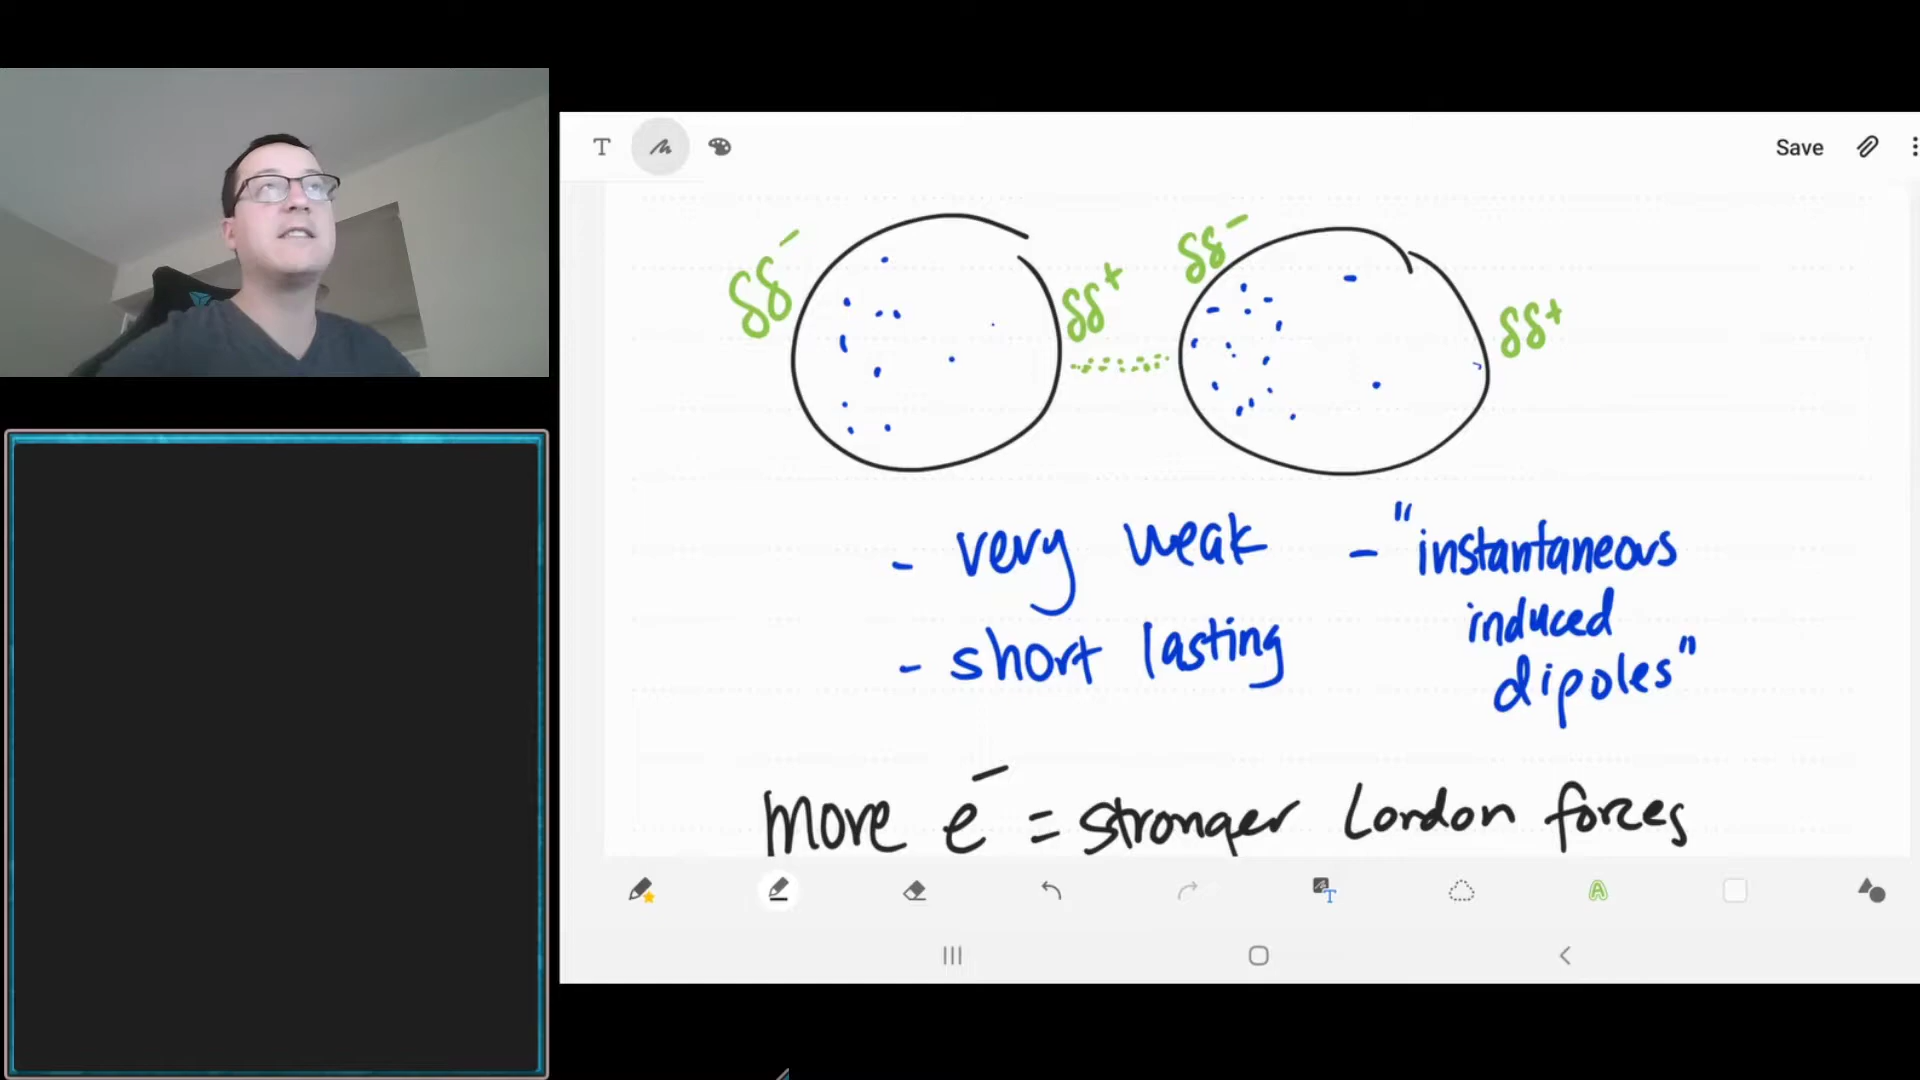 T
Save
δδ⁻ δδ⁺ δδ⁻ δδ⁺
- very weak
- short lasting
- "instantaneous
induced
dipoles"
more e⁻ = stronger London forces